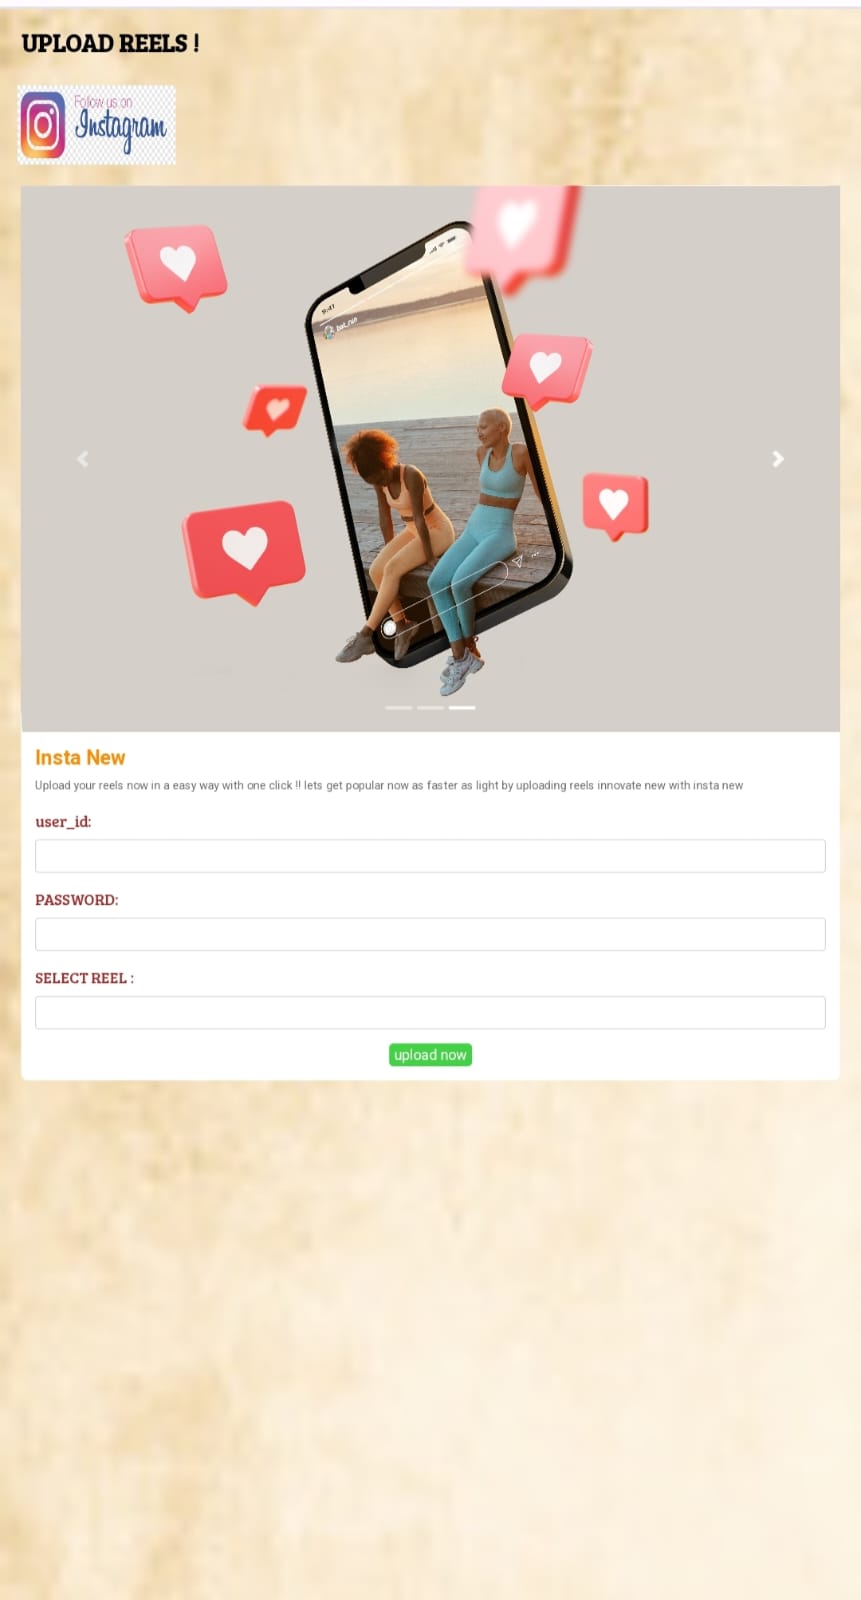 UPLOAD REELS !
Follow us on
Instagram
9:41
Insta New
Upload your reels now in a easy way with one click !! lets get popular now as faster as light by uploading reels innovate new with insta new
user_id:
PASSWORD:
SELECT REEL :
upload now